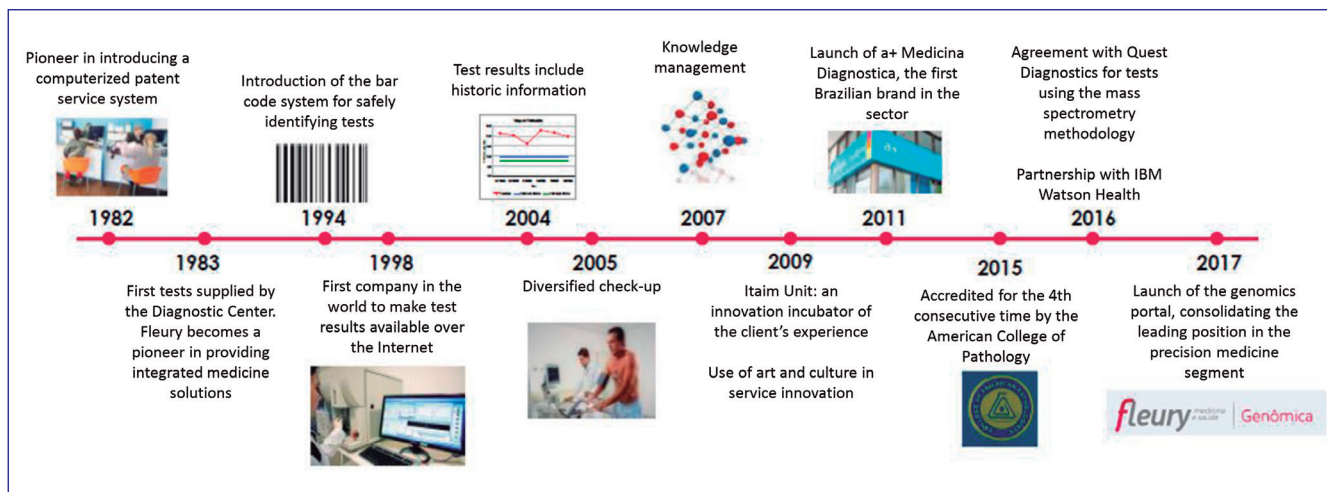 Pioneer in introducing
a computerized patent
service system
Introduction of the bar
code system for safely
identifying tests
Test results include
historic information
Knowledge
management
Launch of a+ Medicina
Diagnostica, the first
Brazilian brand in the
sector
a+
Agreement with Quest
Diagnostics for tests
using the mass
spectrometry
methodology
Partnership with IBM
Watson Health
1982
1994
2004
2007
2011
2016
1983
1998
2005
2009
2015
2017
First tests supplied by
the Diagnostic Center.
Fleury becomes a
pioneer in providing
integrated medicine
solutions
First company in the
world to make test
results available over
the Internet
Diversified check-up
Itaim Unit: an
innovation incubator of
the client’s experience
Use of art and culture in
service innovation
Accredited for the 4th
consecutive time by the
American College of
Pathology
Launch of the genomics
portal, consolidating the
leading position in the
precision medicine
segment
fleury medicina e saúde Genômica